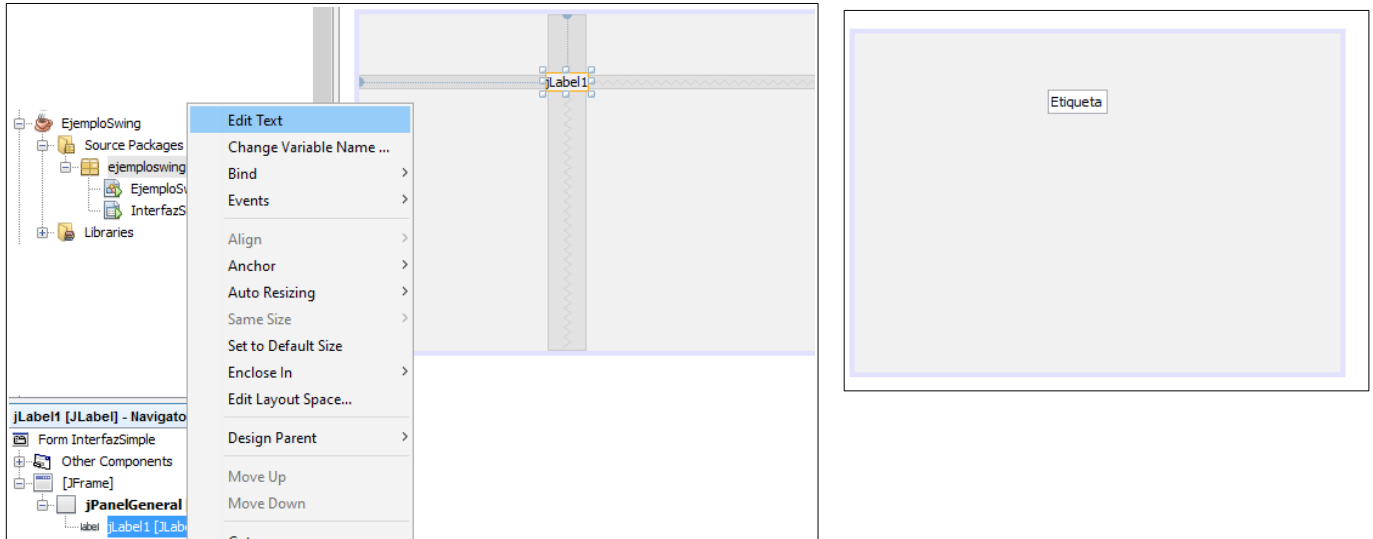 EjemploSwing
Source Packages
ejemploswing
EjemploSw
InterfazS
Libraries
jLabel1 [JLabel] - Navigato
Form InterfazSimple
Other Components
[JFrame]
jPanelGeneral
label jLabel1 [JLabe
Edit Text
Change Variable Name ...
Bind
Events
Align
Anchor
Auto Resizing
Same Size
Set to Default Size
Enclose In
Edit Layout Space...
Design Parent
Move Up
Move Down
jLabel1
Etiqueta